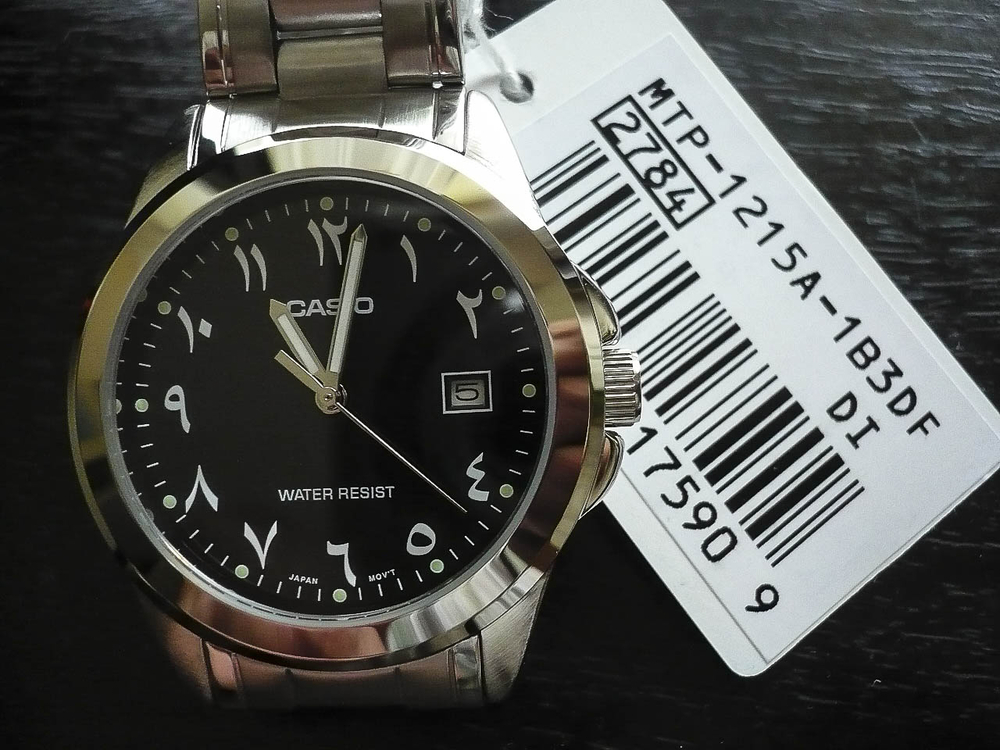 ١٢
١
٢
٤
٥
٦
٧
٨
٩
١٠
١١
CASIO
5
WATER RESIST
JAPAN MOV'T
MTP-1215A-1B3DF
2784
DI
17590 9